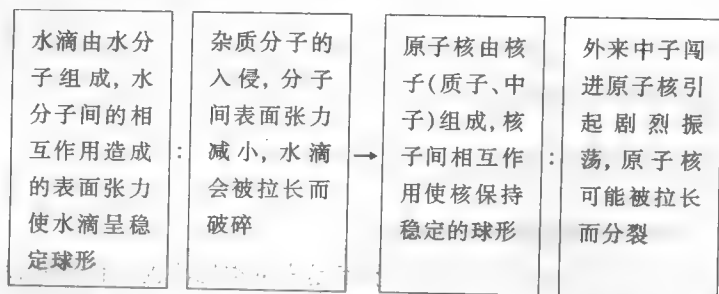 水滴由水分
子组成,水
分子间的相
互作用造成
的表面张力
使水滴呈稳
定球形
:
杂质分子的
入侵,分子
间表面张力
减小,水滴
会被拉长而
破碎
→
原子核由核
子(质子、中
子)组成,核
子间相互作
用使核保持
稳定的球形
:
外来中子闯
进原子核引
起剧烈振
荡,原子核
可能被拉长
而分裂